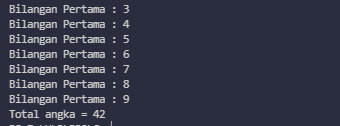 Bilangan Pertama : 3
Bilangan Pertama : 4
Bilangan Pertama : 5
Bilangan Pertama : 6
Bilangan Pertama : 7
Bilangan Pertama : 8
Bilangan Pertama : 9
Total angka = 42